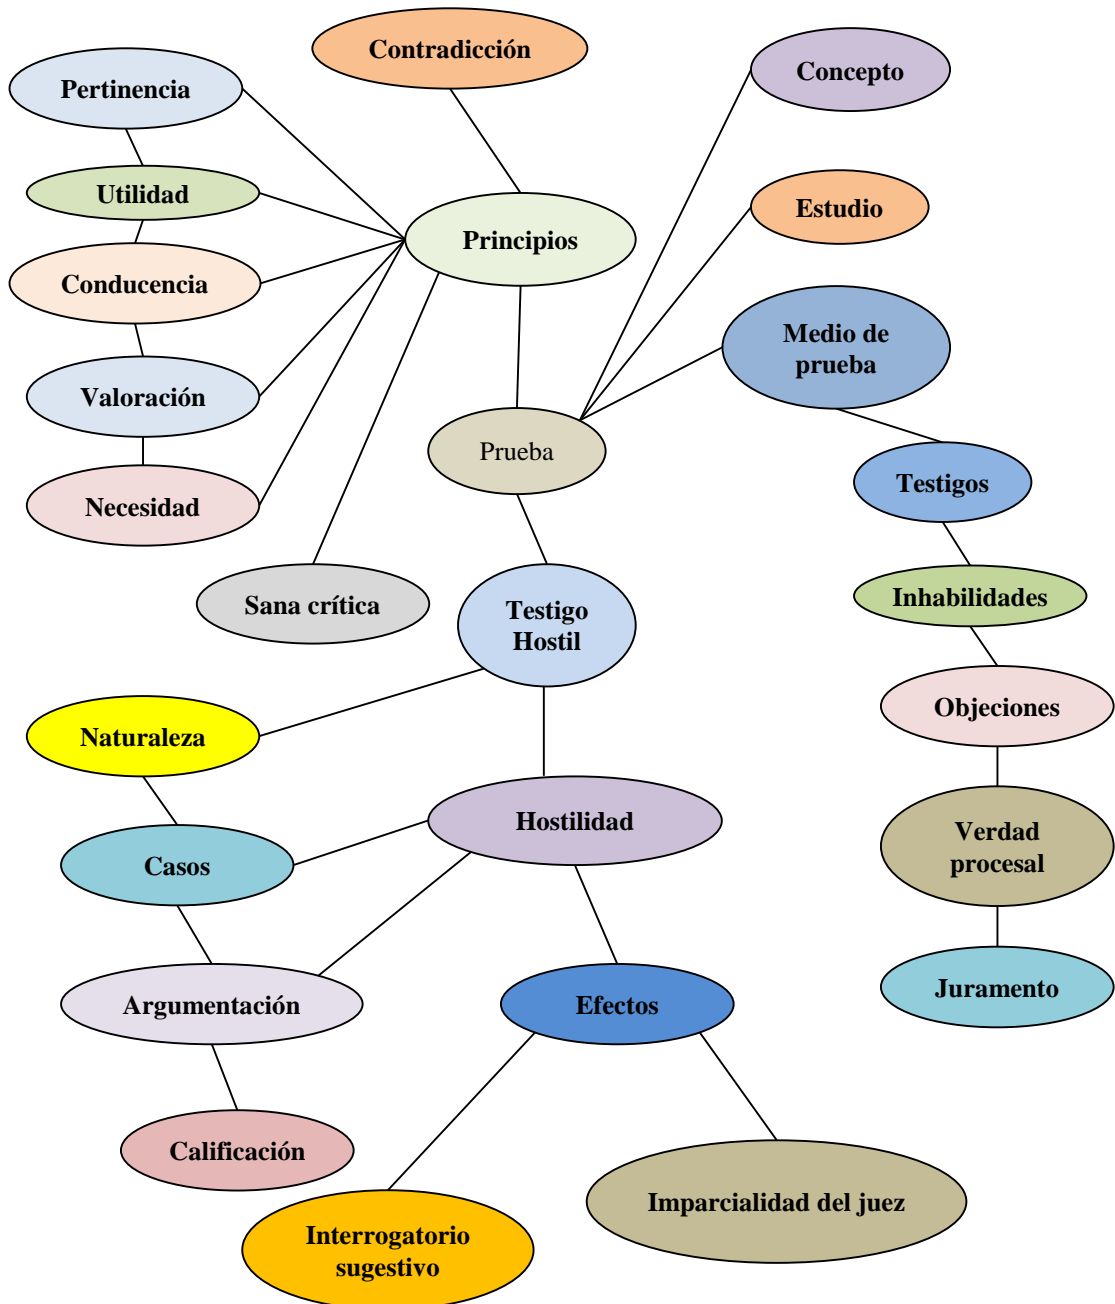 Contradicción
Concepto
Pertinencia
Utilidad
Estudio
Principios
Conducencia
Medio de
prueba
Valoración
Prueba
Testigos
Necesidad
Inhabilidades
Sana crítica
Testigo
Hostil
Objeciones
Naturaleza
Hostilidad
Verdad
procesal
Casos
Juramento
Argumentación
Efectos
Calificación
Imparcialidad del juez
Interrogatorio
sugestivo